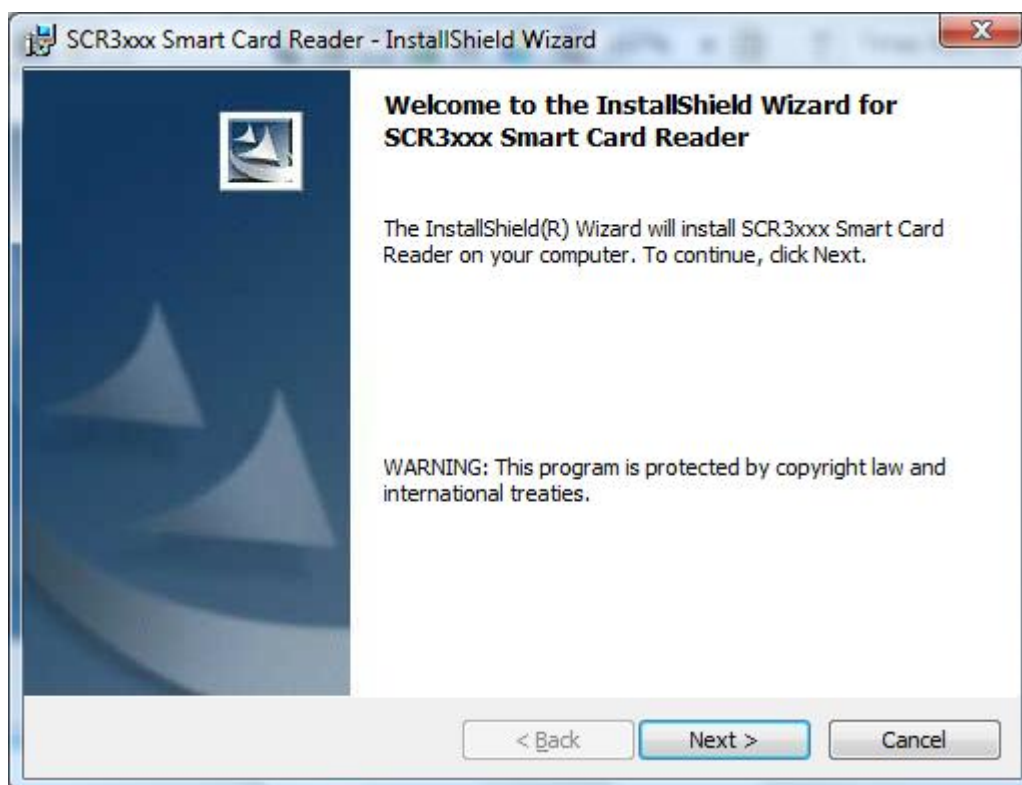 SCR3xxx Smart Card Reader - InstallShield Wizard
Welcome to the InstallShield Wizard for
SCR3xxx Smart Card Reader
The InstallShield(R) Wizard will install SCR3xxx Smart Card
Reader on your computer. To continue, click Next.
WARNING: This program is protected by copyright law and
international treaties.
< Back
Next >
Cancel